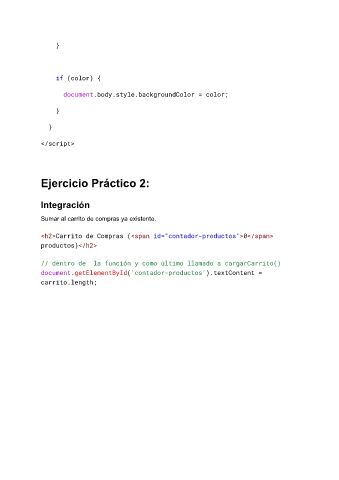 }
if (color) {
document.body.style.backgroundColor = color;
}
}
</script>
Ejercicio Práctico 2:
Integración
Sumar al carrito de compras ya existente.
<h2>Carrito de Compras (<span id="contador-productos">0</span>
productos)</h2>
// dentro de la función y como último llamado a cargarCarrito()
document.getElementById('contador-productos').textContent =
carrito.length;